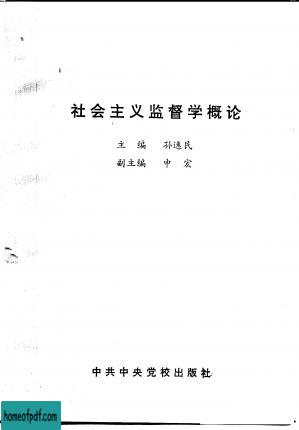 社会主义监督学概论
主 编 孙逸民
副主编 申 宏
中共中央党校出版社
homeofpdf.com